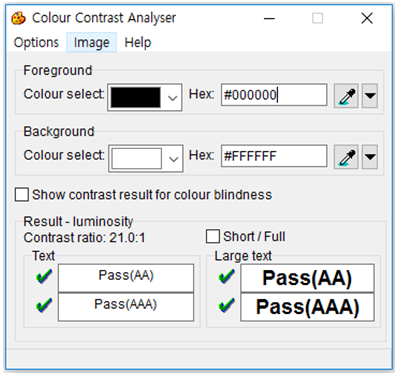 Colour Contrast Analyser
Options Image Help
Foreground
Colour select: Hex: #000000
Background
Colour select: Hex: #FFFFFF
Show contrast result for colour blindness
Result - luminosity
Contrast ratio: 21.0:1
Short / Full
Text
Pass(AA)
Pass(AAA)
Large text
Pass(AA)
Pass(AAA)